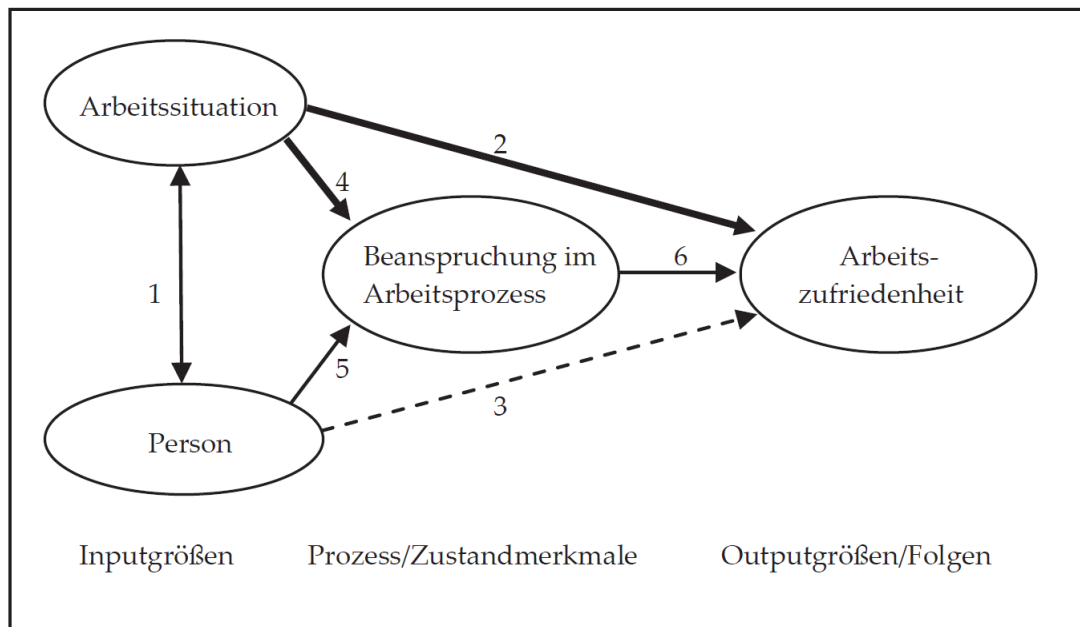 Arbeitssituation
2
4
Beanspruchung im
Arbeitsprozess
6
Arbeits-
zufriedenheit
1
5
3
Person
Inputgrößen
Prozess/Zustandmerkmale
Outputgrößen/Folgen